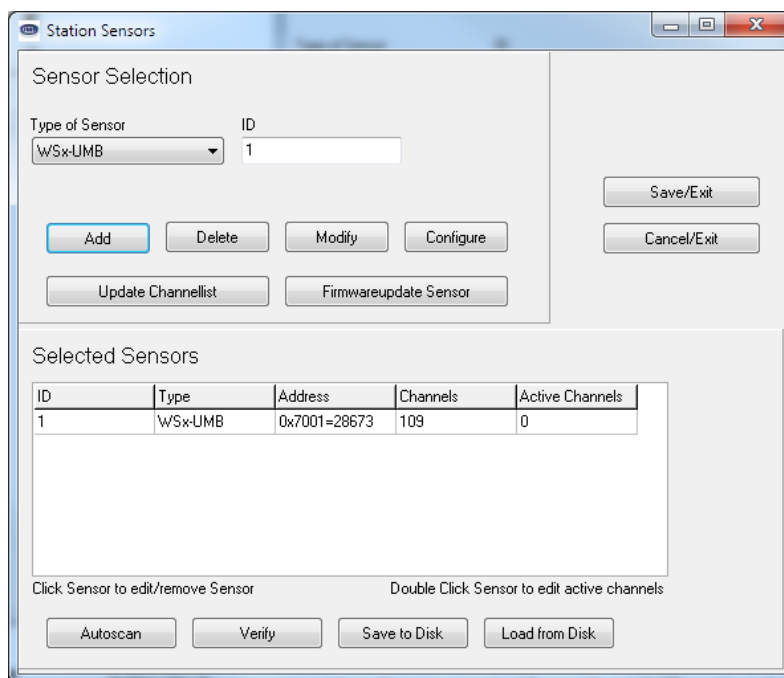 Station Sensors
Sensor Selection
Type of Sensor ID
WSx-UMB 1
Save/Exit
Add Delete Modify Configure
Cancel/Exit
Update Channellist Firmwareupdate Sensor
Selected Sensors
ID Type Address Channels Active Channels
1 WSx-UMB 0x7001=28673 109 0
Click Sensor to edit/remove Sensor Double Click Sensor to edit active channels
Autoscan Verify Save to Disk Load from Disk